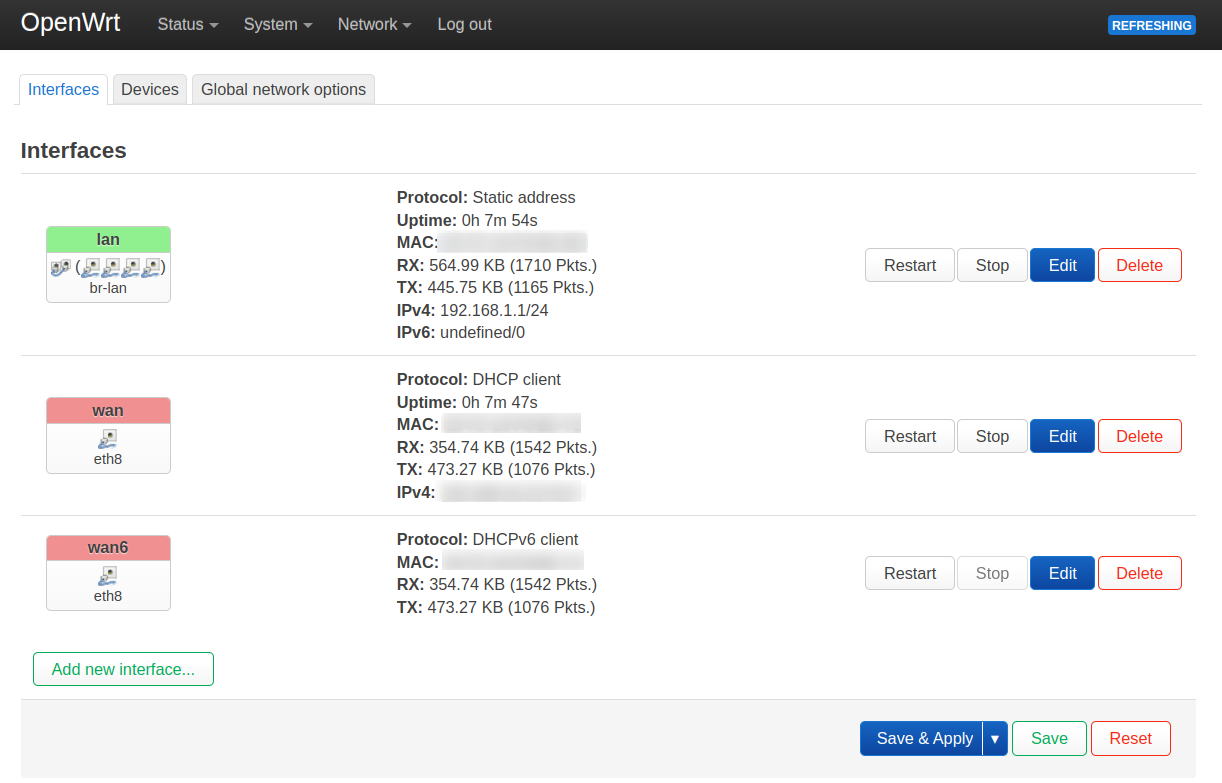 OpenWrt Status System Network Log out REFRESHING
Interfaces Devices Global network options
Interfaces
Protocol: Static address
Uptime: 0h 7m 54s
MAC:
RX: 564.99 KB (1710 Pkts.)
TX: 445.75 KB (1165 Pkts.)
IPv4: 192.168.1.1/24
IPv6: undefined/0
lan
( )
br-lan
Restart Stop Edit Delete
Protocol: DHCP client
Uptime: 0h 7m 47s
MAC:
RX: 354.74 KB (1542 Pkts.)
TX: 473.27 KB (1076 Pkts.)
IPv4:
wan
eth8
Restart Stop Edit Delete
Protocol: DHCPv6 client
MAC:
RX: 354.74 KB (1542 Pkts.)
TX: 473.27 KB (1076 Pkts.)
wan6
eth8
Restart Stop Edit Delete
Add new interface...
Save & Apply ▾ Save Reset